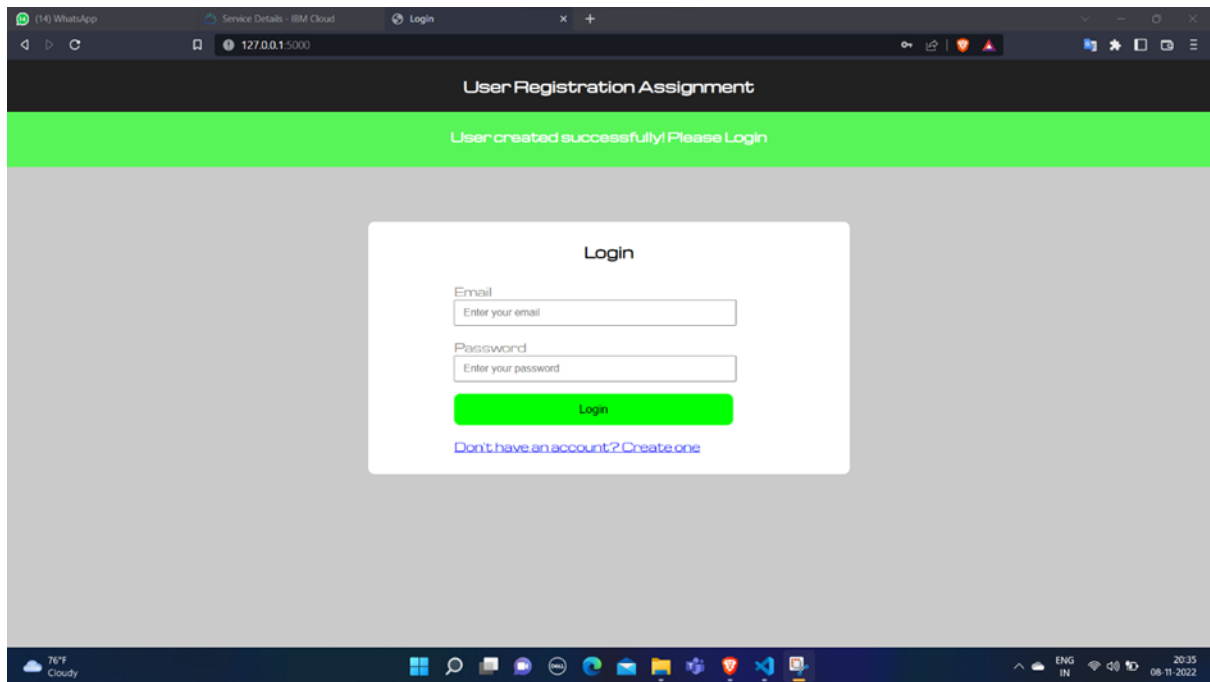 (14) WhatsApp
Service Details - IBM Cloud
Login
127.0.0.1:5000
User Registration Assignment
User created successfully! Please Login
Login
Email
Enter your email
Password
Enter your password
Login
Don't have an account? Create one
76°F
Cloudy
DELL
ENG
IN
20:35
08-11-2022